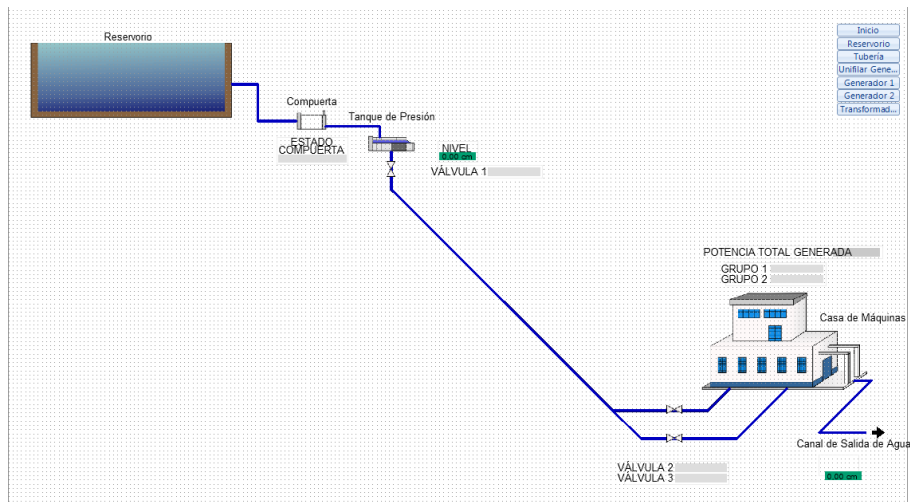 Reservorio
Inicio
Reservorio
Tubería
Unifilar Gene...
Generador 1
Generador 2
Transformad...
Compuerta
Tanque de Presión
ESTADO
COMPUERTA
NIVEL
0.00 cm
VÁLVULA 1
POTENCIA TOTAL GENERADA
GRUPO 1
GRUPO 2
Casa de Máquinas
Canal de Salida de Agua
VÁLVULA 2
VÁLVULA 3
0.00 cm